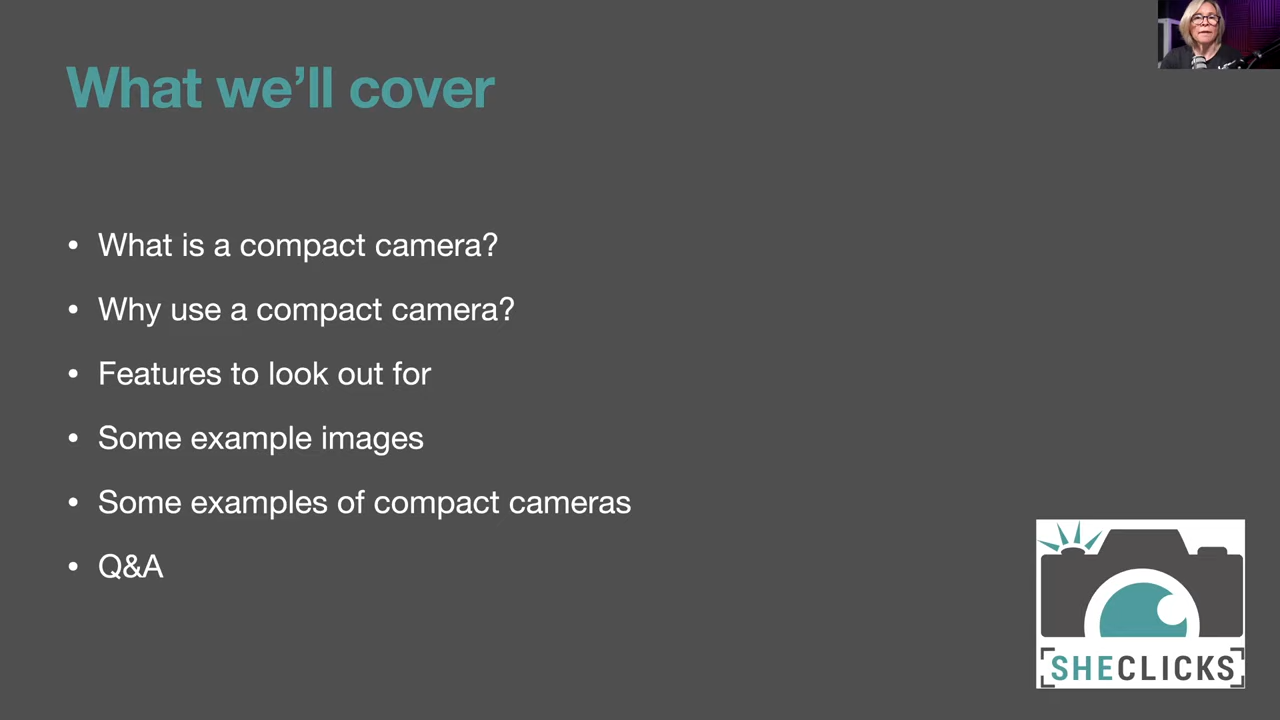 What we’ll cover
• What is a compact camera?
• Why use a compact camera?
• Features to look out for
• Some example images
• Some examples of compact cameras
• Q&A
SHECLICKS